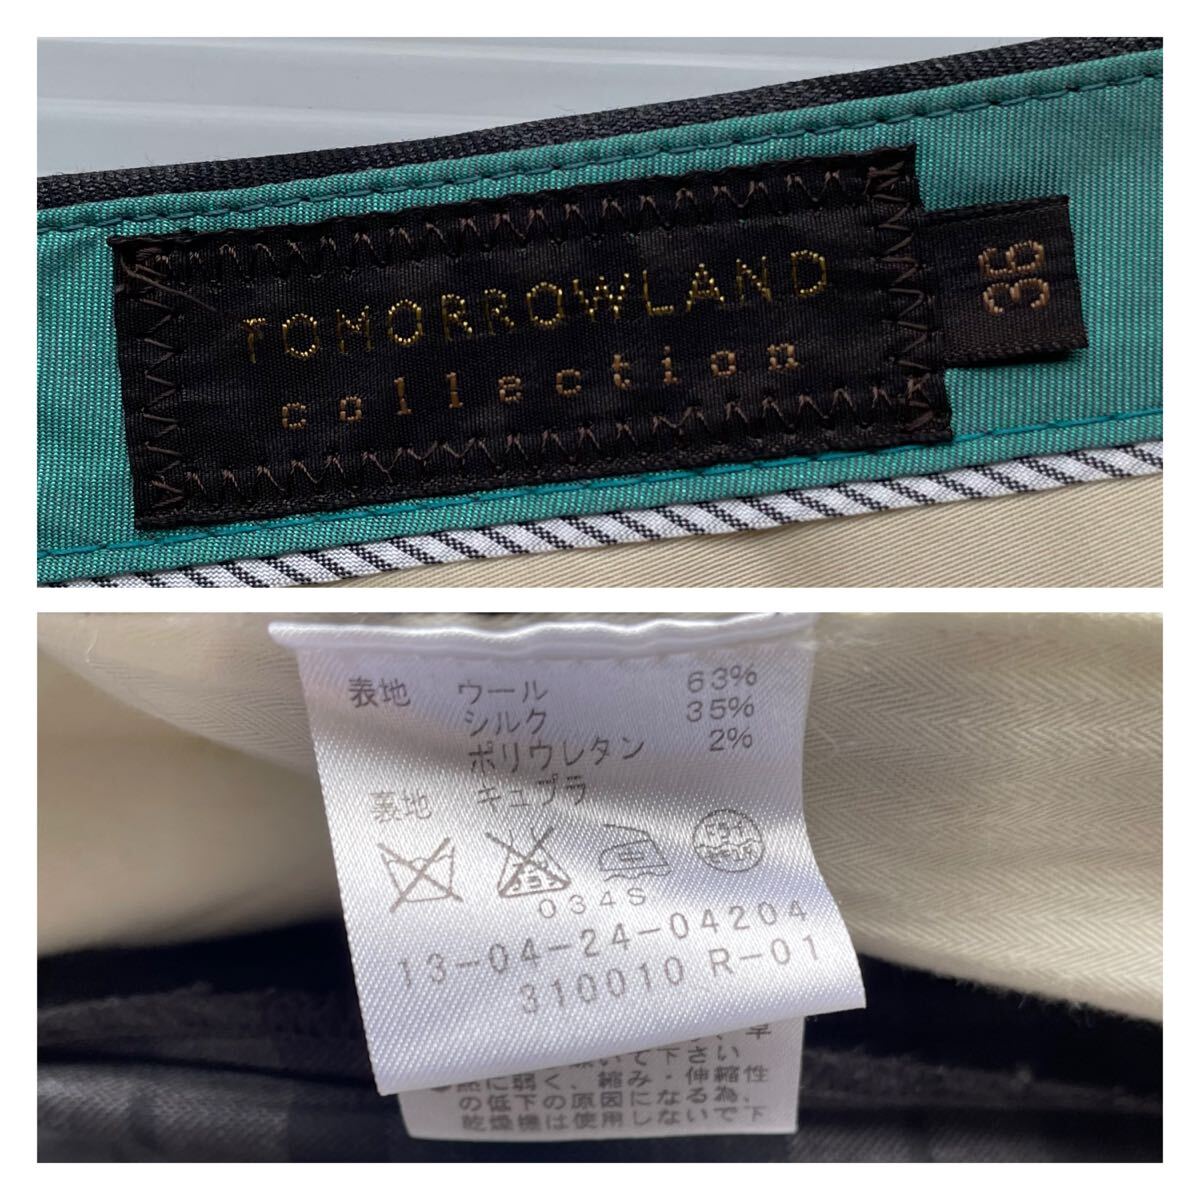 TOMORROWLAND
collection
36
表地 ウール 63%
シルク 35%
ポリウレタン 2%
裏地 キュプラ
034S
13-04-24-04204
310010 R-01
て下さい
に弱く、縮み・伸縮性
の低下の原因になる為、
乾燥機は使用しないで下